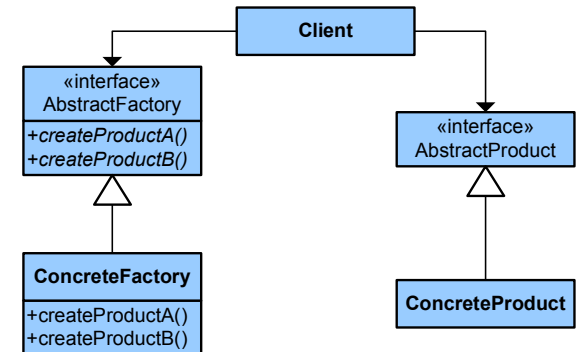 Client
«interface»
AbstractFactory
+createProductA()
+createProductB()
«interface»
AbstractProduct
ConcreteFactory
+createProductA()
+createProductB()
ConcreteProduct